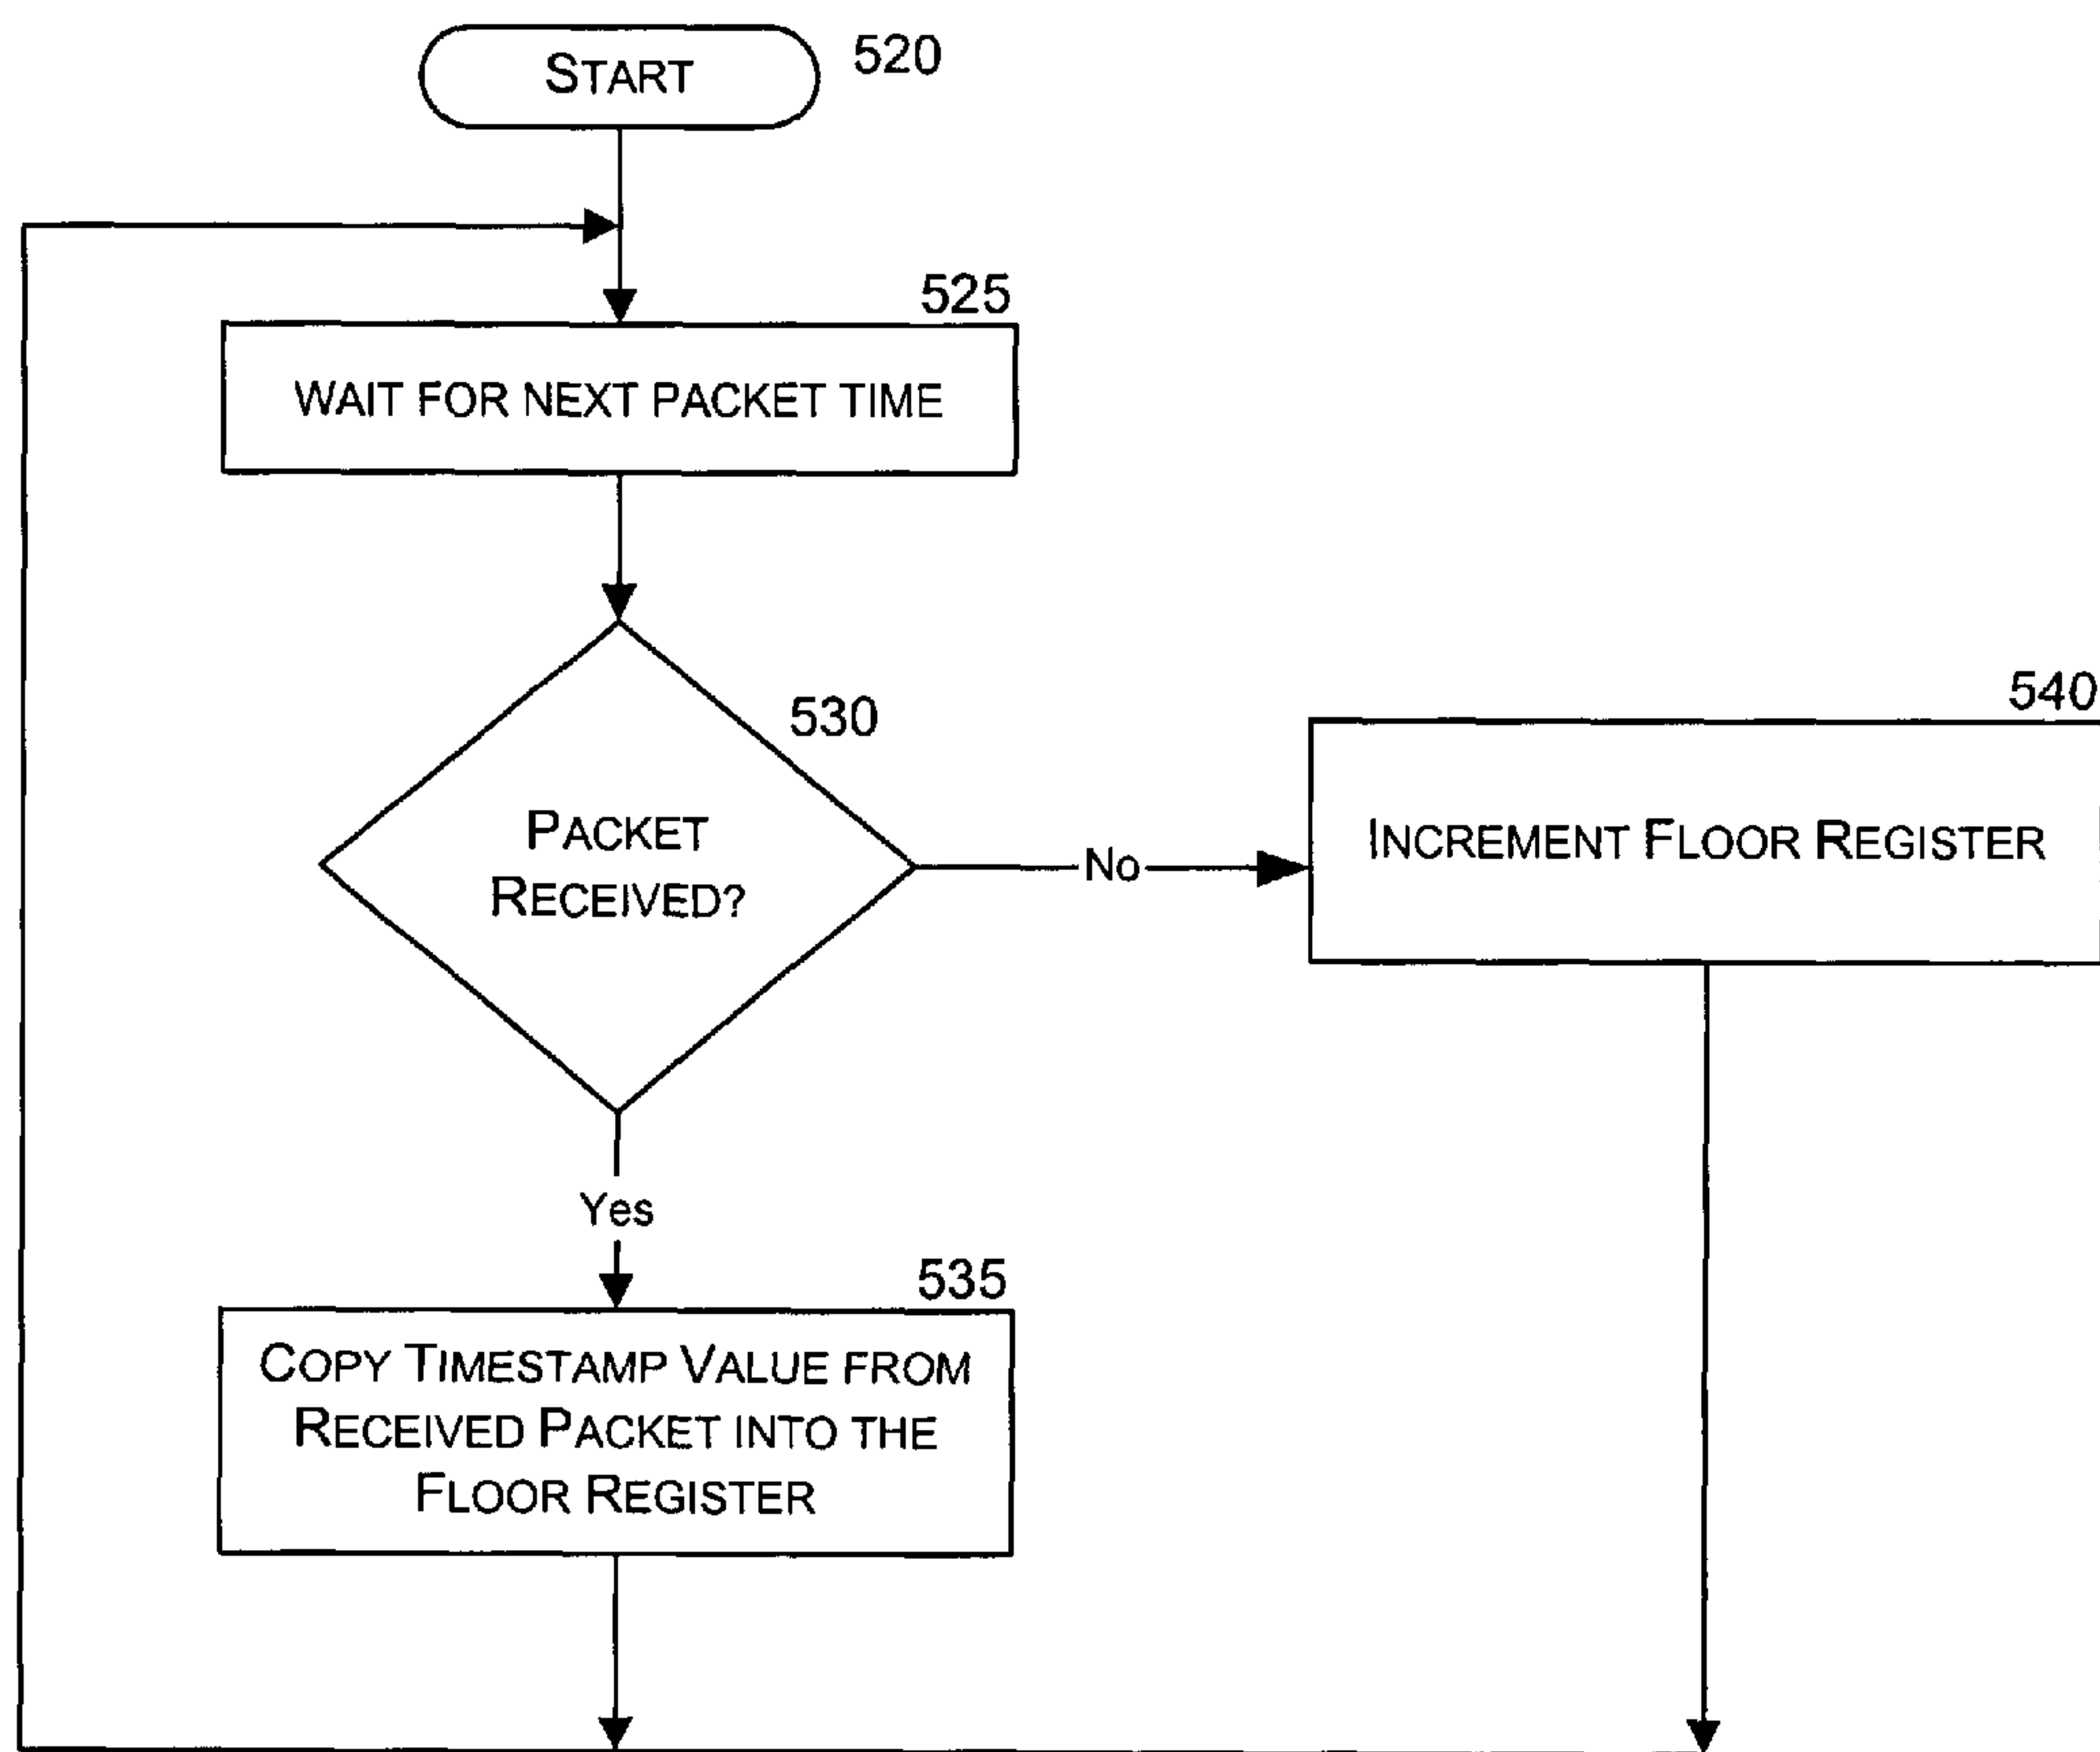 START
520
525
WAIT FOR NEXT PACKET TIME
530
PACKET
RECEIVED?
No
540
INCREMENT FLOOR REGISTER
Yes
535
COPY TIMESTAMP VALUE FROM
RECEIVED PACKET INTO THE
FLOOR REGISTER